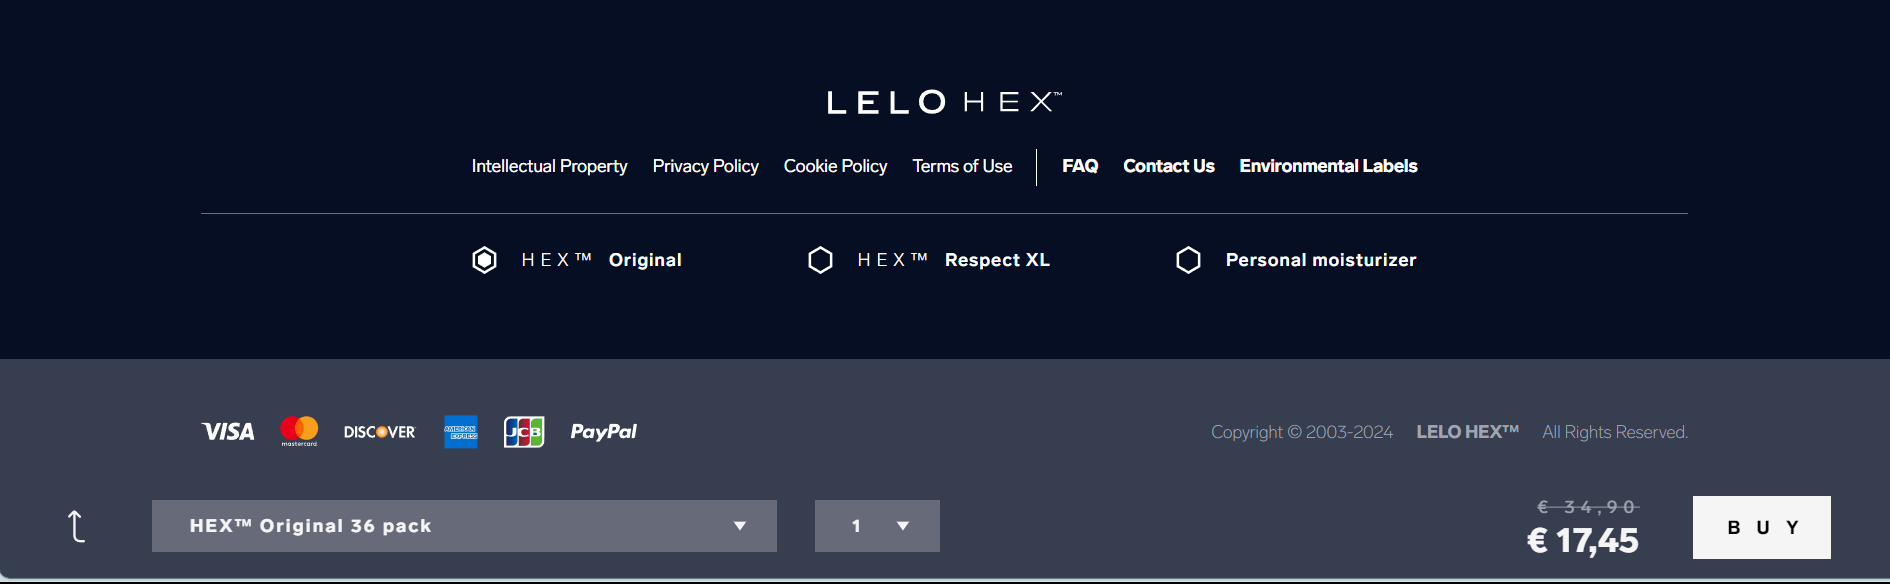 LELO HEX™
Intellectual Property Privacy Policy Cookie Policy Terms of Use FAQ Contact Us Environmental Labels
HEX™ Original HEX™ Respect XL Personal moisturizer
VISA mastercard DISCOVER AMERICAN EXPRESS JCB PayPal Copyright © 2003-2024 LELO HEX™ All Rights Reserved.
€ 34,90
HEX™ Original 36 pack 1 € 17,45 BUY